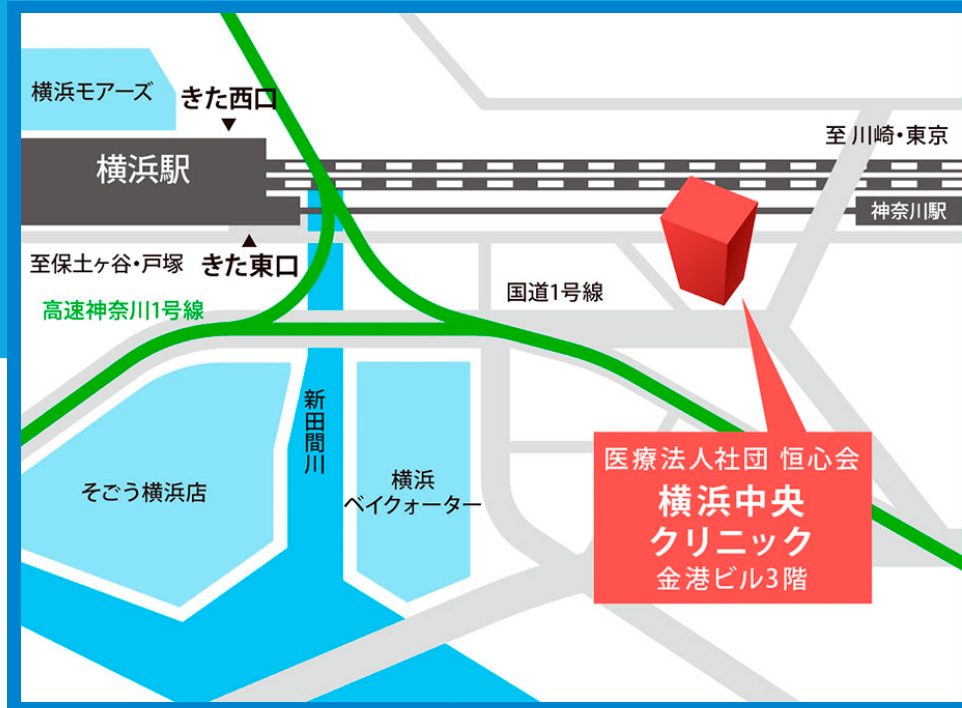 横浜モアーズ
きた西口
至 川崎・東京
横浜駅
神奈川駅
至保土ヶ谷・戸塚
きた東口
国道1号線
高速神奈川1号線
新田間川
そごう横浜店
横浜
ベイクォーター
医療法人社団 恒心会
横浜中央
クリニック
金港ビル3階